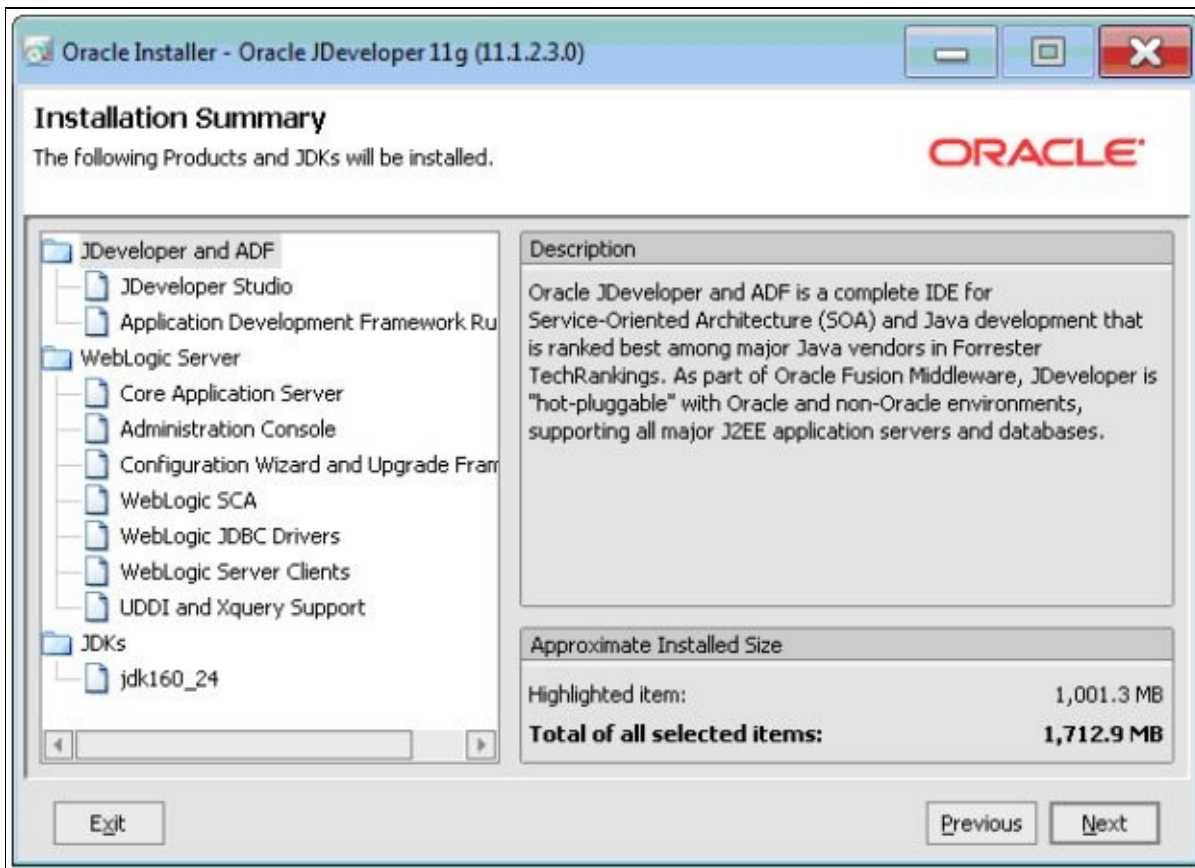 Oracle Installer - Oracle JDeveloper 11g (11.1.2.3.0)
Installation Summary
The following Products and JDKs will be installed.
ORACLE
JDeveloper and ADF
JDeveloper Studio
Application Development Framework Ru
WebLogic Server
Core Application Server
Administration Console
Configuration Wizard and Upgrade Fram
WebLogic SCA
WebLogic JDBC Drivers
WebLogic Server Clients
UDDI and Xquery Support
JDKs
jdk160_24
Description
Oracle JDeveloper and ADF is a complete IDE for
Service-Oriented Architecture (SOA) and Java development that
is ranked best among major Java vendors in Forrester
TechRankings. As part of Oracle Fusion Middleware, JDeveloper is
"hot-pluggable" with Oracle and non-Oracle environments,
supporting all major J2EE application servers and databases.
Approximate Installed Size
Highlighted item: 1,001.3 MB
Total of all selected items: 1,712.9 MB
Exit
Previous
Next